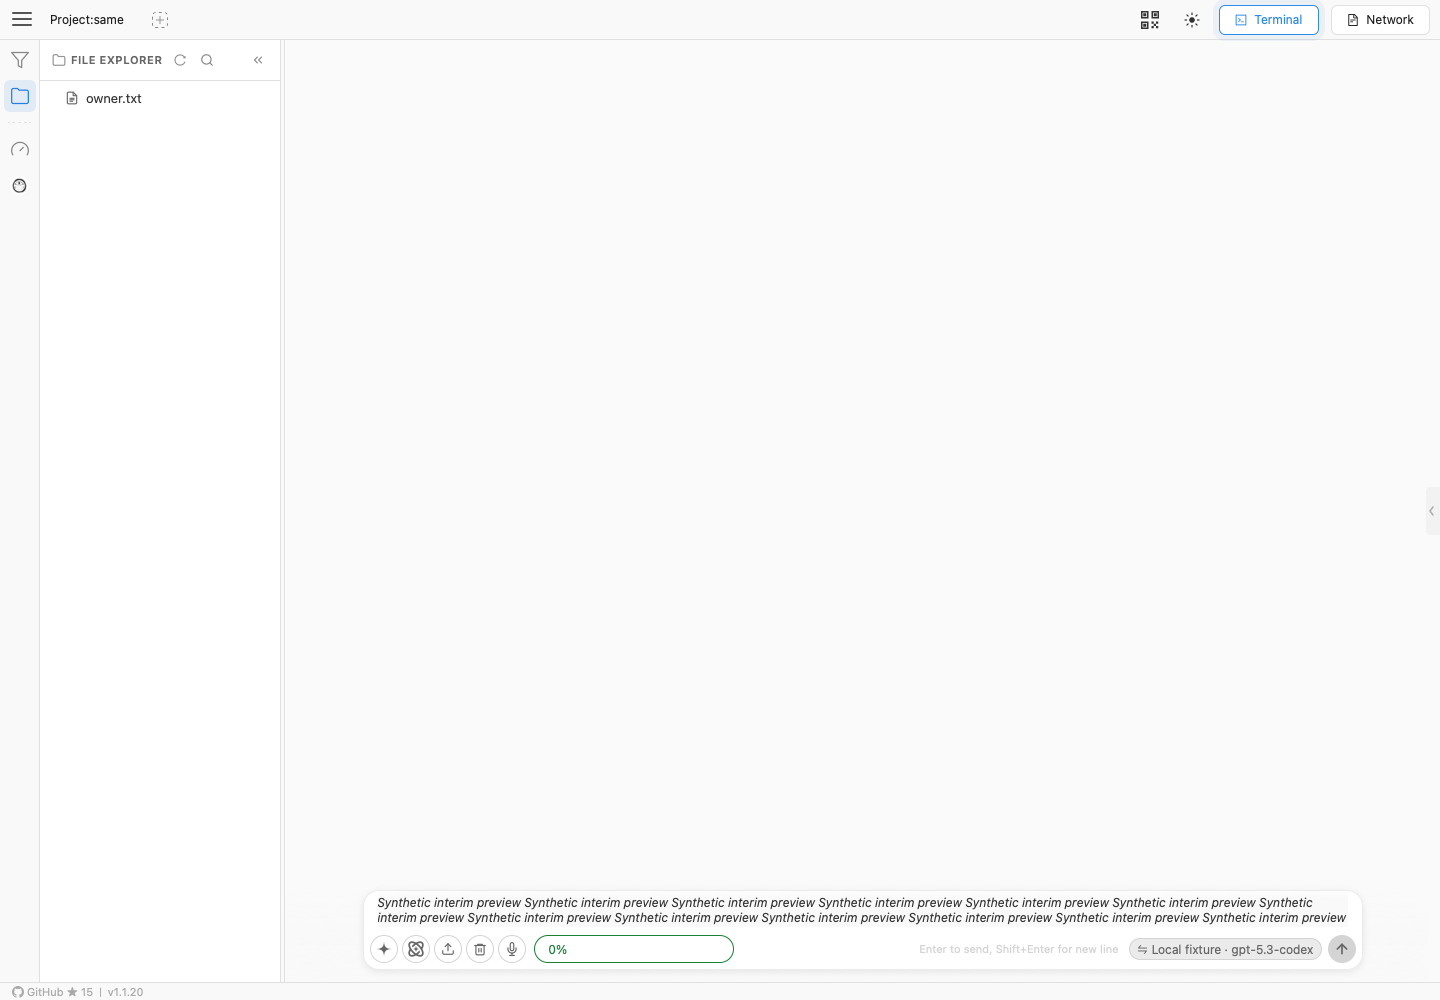 Project:same
Terminal
Network
FILE EXPLORER
owner.txt
Synthetic interim preview Synthetic interim preview Synthetic interim preview Synthetic interim preview Synthetic interim preview Synthetic interim preview Synthetic
interim preview Synthetic interim preview Synthetic interim preview Synthetic interim preview Synthetic interim preview Synthetic interim preview Synthetic interim preview
0%
Enter to send, Shift+Enter for new line
Local fixture · gpt-5.3-codex
GitHub ★ 15 | v1.1.20